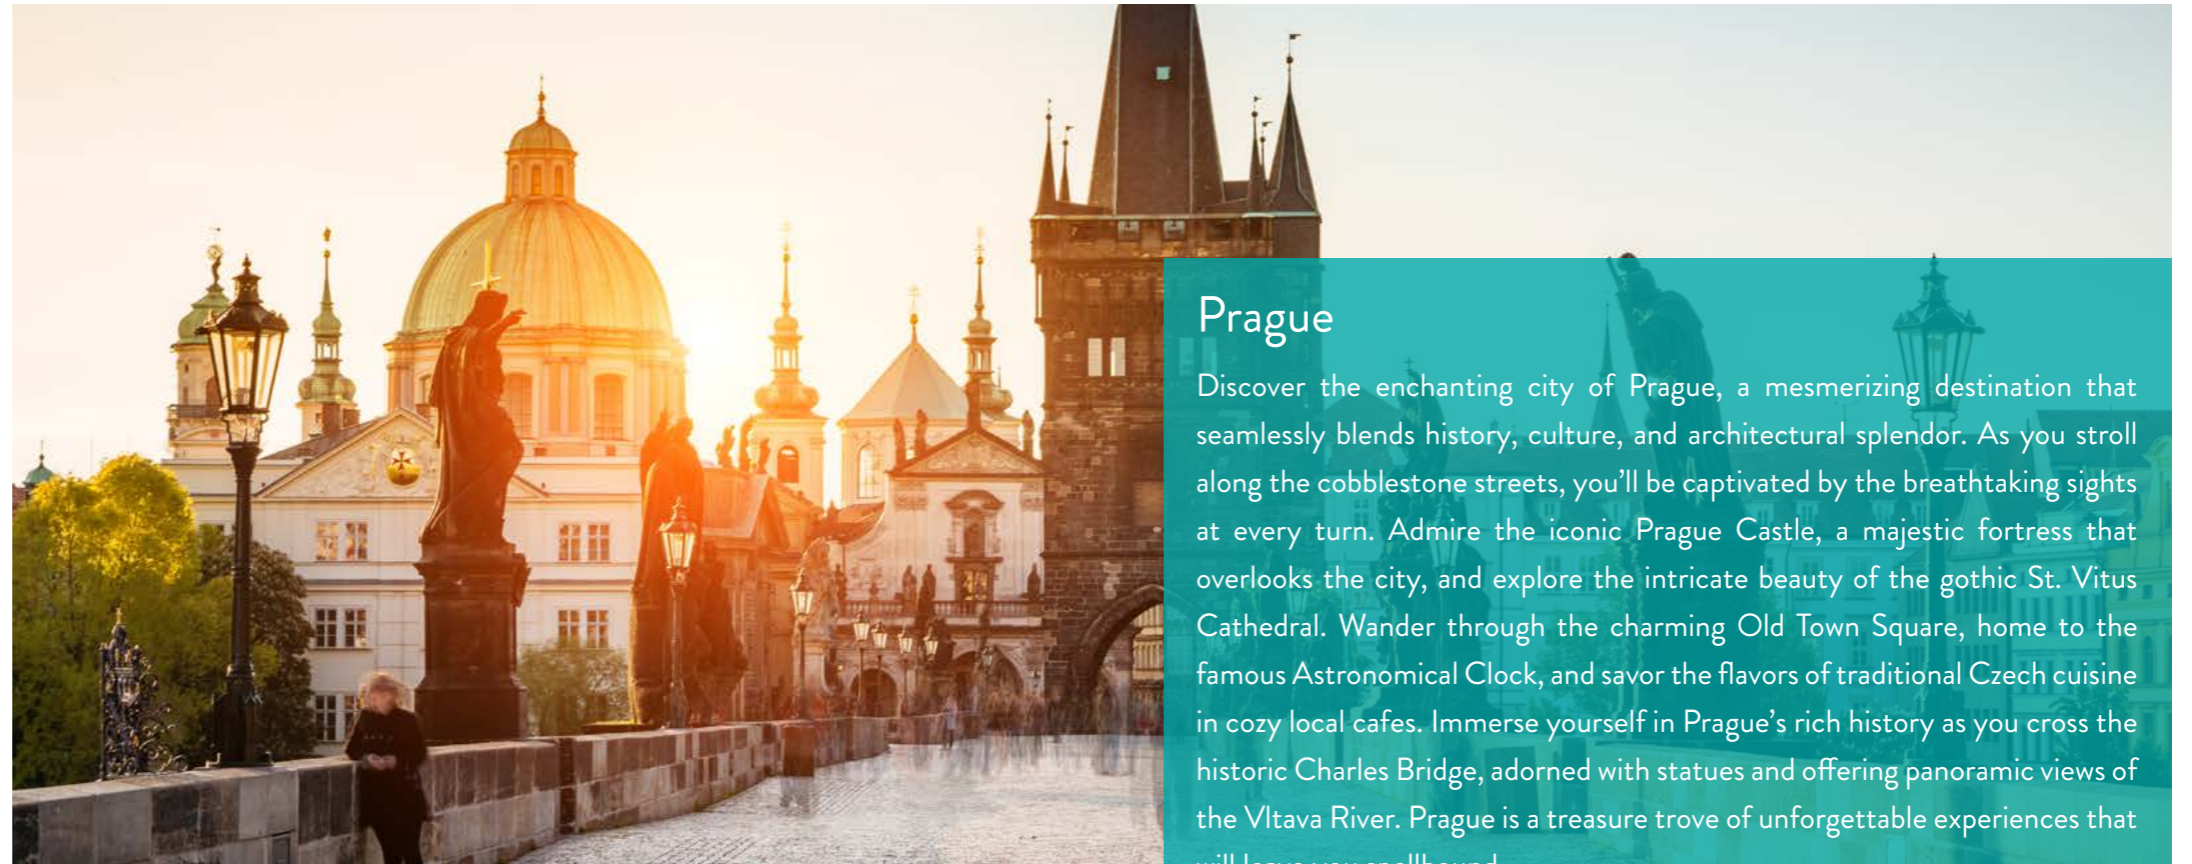 Prague
Discover the enchanting city of Prague, a mesmerizing destination that
seamlessly blends history, culture, and architectural splendor. As you stroll
along the cobblestone streets, you'll be captivated by the breathtaking sights
at every turn. Admire the iconic Prague Castle, a majestic fortress that
overlooks the city, and explore the intricate beauty of the gothic St. Vitus
Cathedral. Wander through the charming Old Town Square, home to the
famous Astronomical Clock, and savor the flavors of traditional Czech cuisine
in cozy local cafes. Immerse yourself in Prague's rich history as you cross the
historic Charles Bridge, adorned with statues and offering panoramic views of
the Vltava River. Prague is a treasure trove of unforgettable experiences that
will leave you spellbound